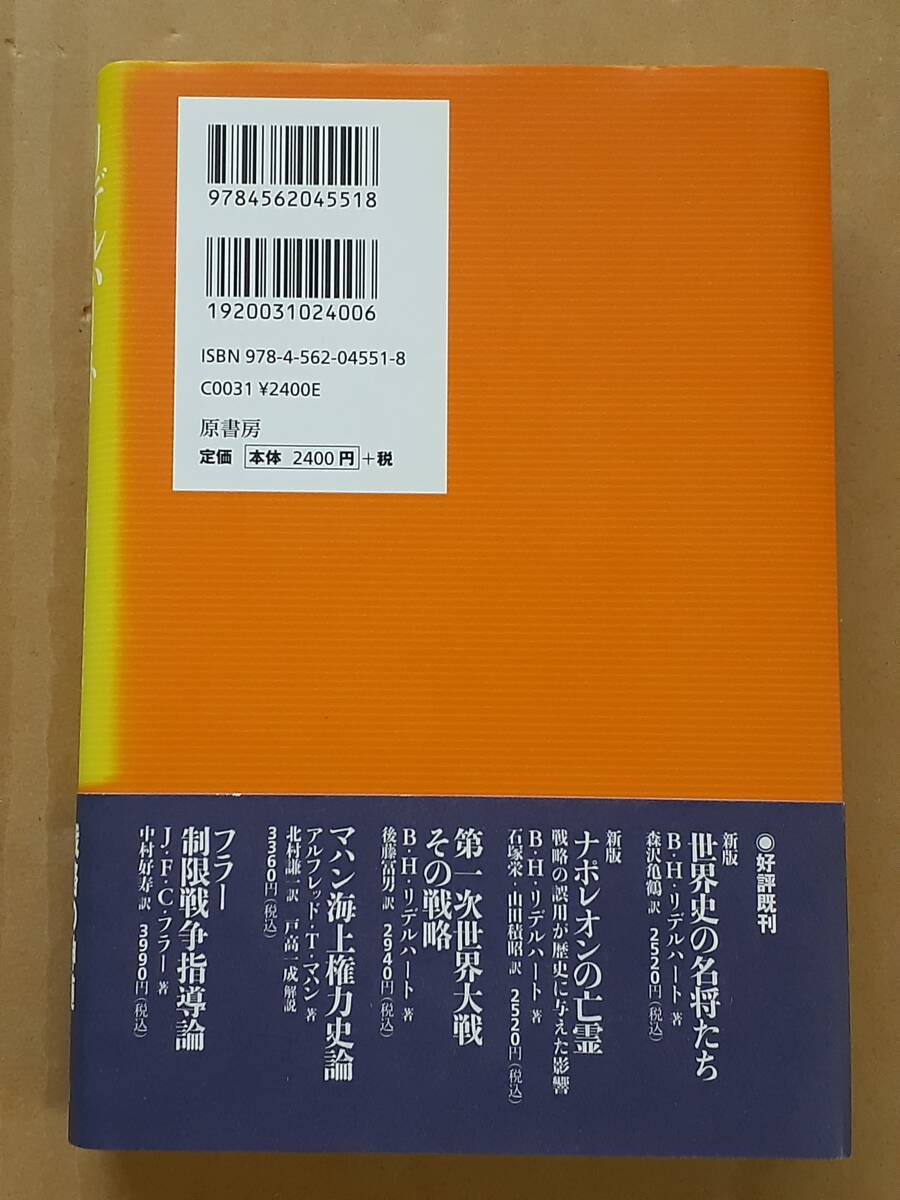 9784562045518
1920031024006
ISBN 978-4-562-04551-8
C0031 ¥2400E
原書房
定価 本体 2400円 +税
●好評既刊
新版
世界史の名将たち
B・H・リデルハート 著
森沢亀鶴 訳 2520円(税込)
新版
ナポレオンの亡霊
戦略の誤用が歴史に与えた影響
B・H・リデルハート 著
石塚栄・山田積昭 訳 2520円(税込)
第一次世界大戦
その戦略
B・H・リデルハート 著
後藤冨男 訳 2940円(税込)
マハン海上権力史論
アルフレッド・T・マハン 著
北村謙一 訳 戸高一成 解説
3360円(税込)
フラー
制限戦争指導論
J・F・C・フラー 著
中村好寿 訳 3990円(税込)